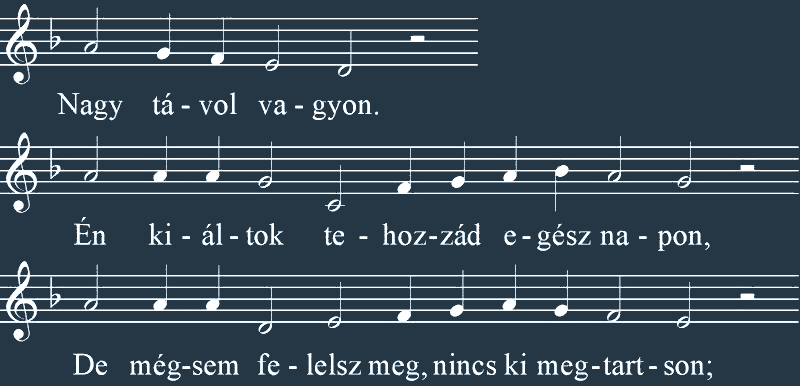 Nagy tá - vol va - gyon.
Én ki - ál - tok te - hoz-zád e - gész na - pon,
De még-sem fe - lelsz meg, nincs ki meg-tart - son;